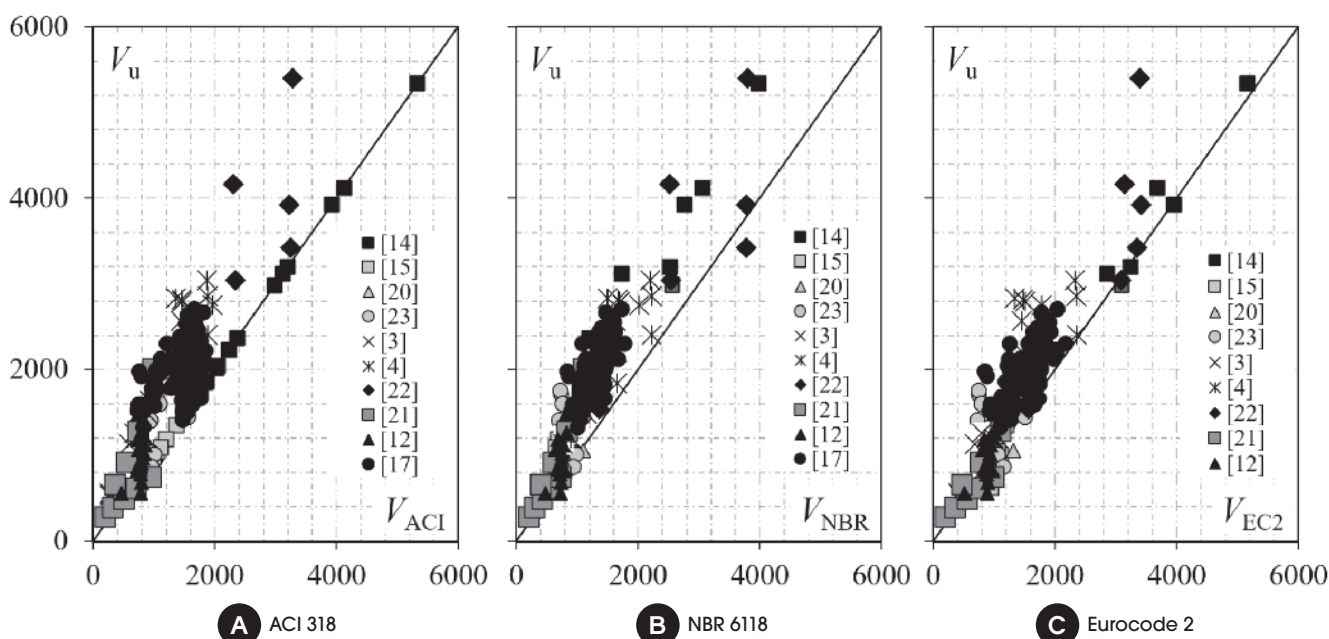 6000
4000
2000
0
V_u
[14]
[15]
[20]
[23]
[3]
[4]
[22]
[21]
[12]
[17]
V_ACI
0 2000 4000 6000
A ACI 318
V_u
[14]
[15]
[20]
[23]
[3]
[4]
[22]
[21]
[12]
[17]
V_NBR
0 2000 4000 6000
B NBR 6118
V_u
[14]
[15]
[20]
[23]
[3]
[4]
[22]
[21]
[12]
V_EC2
0 2000 4000 6000
C Eurocode 2